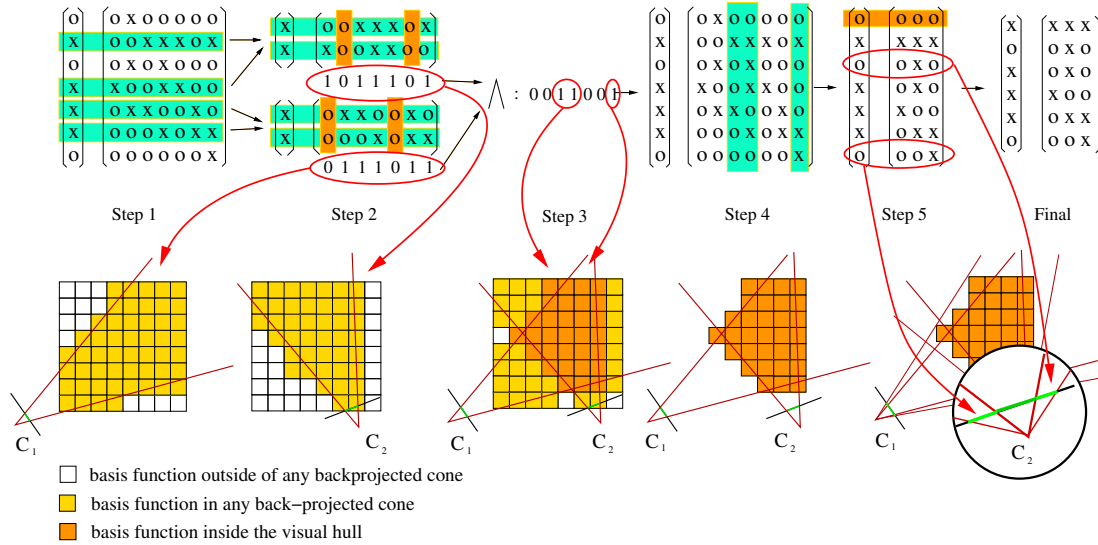 o o x o o o o o
x o o x x x o x
o o o o x o o o
x x o o x x o o
x o x x o o x o
x o o o x o x x
o o o o o o o x
x o o x x x o x
x x o o x x o o
1 0 1 1 1 0 1
x o x x o o x o
x o o o x o x x
0 1 1 1 0 1 1
⋀ : 0 0 1 1 0 0 1
o o x o o o o o
x o o x x x o x
o o o o x o o o
x x o o x x o o
x o x x o o x o
x o o o x o x x
o o o o o o o x
o o o o
x x x x
o o x o
x o x o
x x o o
x o x x
o o o x
x x x x
o o x o
x o x o
x x o o
x o x x
o o o x
Step 1
Step 2
Step 3
Step 4
Step 5
Final
C1
C2
C1
C2
C1
C2
C1
C2
basis function outside of any backprojected cone
basis function in any back−projected cone
basis function inside the visual hull